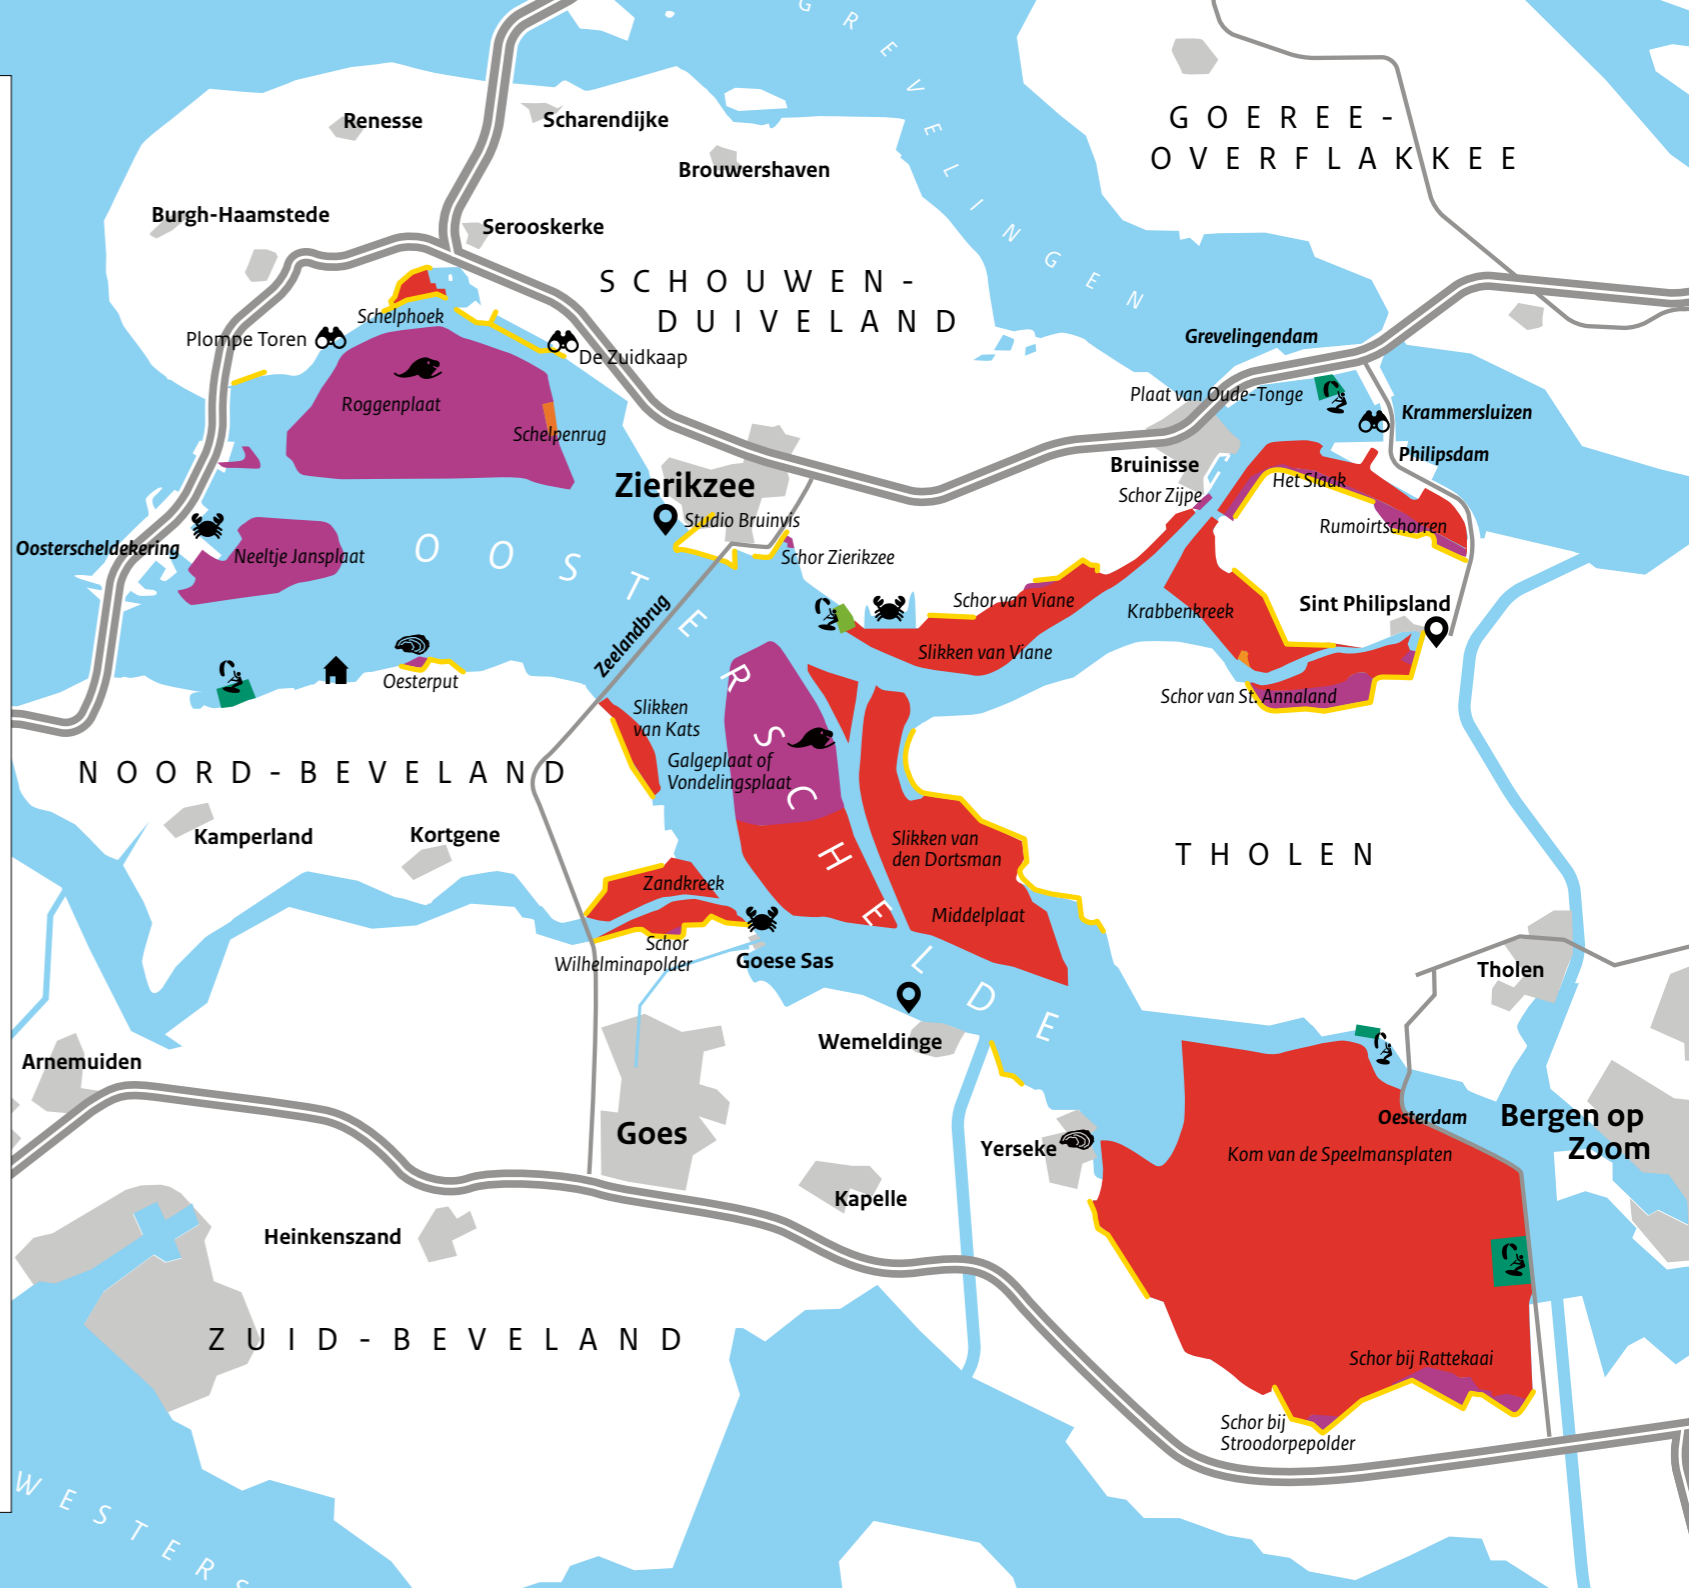 GREVELINGEN
GOEREE-
OVERFLAKKEE
Renesse
Scharendijke
Brouwershaven
Burgh-Haamstede
Serooskerke
SCHOUWEN-
DUIVELAND
Schelphoek
Plompe Toren
De Zuidkaap
Grevelingendam
Plaat van Oude-Tonge
Krammersluizen
Philipsdam
Roggenplaat
Schelpenrug
Bruinisse
Schor Zijpe
Het Slaak
Rumoirtschorren
Zierikzee
Studio Bruinvis
Schor Zierikzee
Oosterscheldekering
Neeltje Jansplaat
OOSTERSCHELDE
Zeelandbrug
Schor van Viane
Slikken van Viane
Krabbenkreek
Sint Philipsland
Schor van St. Annaland
Oesterput
Slikken
van Kats
Galgeplaat of
Vondelingsplaat
NOORD-BEVELAND
Kamperland
Kortgene
Slikken van
den Dortsman
Middelplaat
THOLEN
Zandkreek
Schor
Wilhelminapolder
Goese Sas
Tholen
Wemeldinge
Arnemuiden
Goes
Yerseke
Oesterdam
Bergen op
Zoom
Kom van de Speelmansplaten
Kapelle
Heinkenszand
ZUID-BEVELAND
Schor bij Rattekaai
Schor bij
Stroodorpepolder
WESTERS